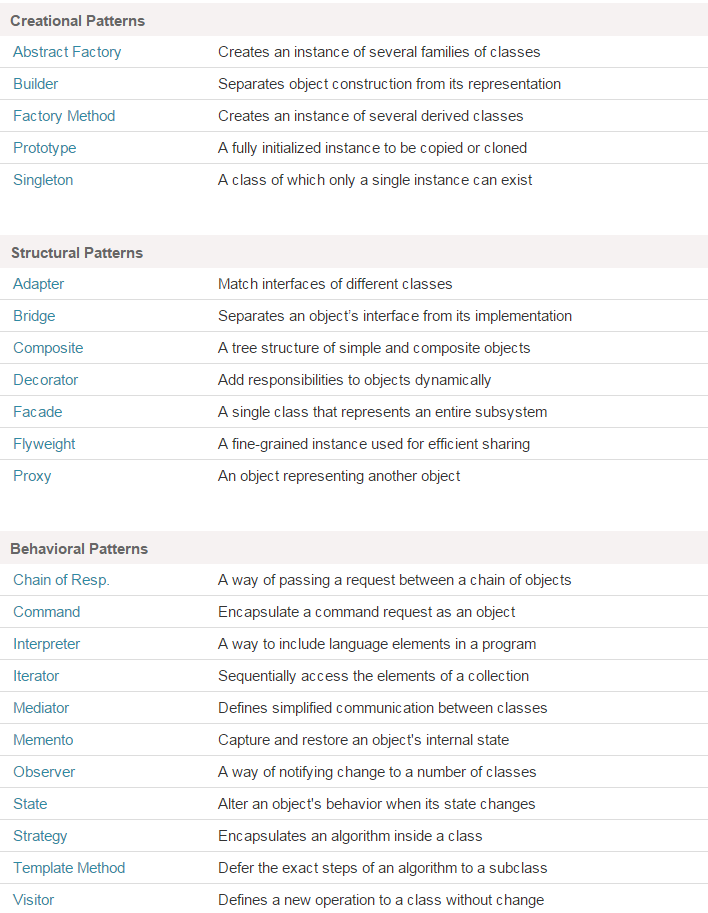 Creational Patterns
Abstract Factory Creates an instance of several families of classes
Builder Separates object construction from its representation
Factory Method Creates an instance of several derived classes
Prototype A fully initialized instance to be copied or cloned
Singleton A class of which only a single instance can exist
Structural Patterns
Adapter Match interfaces of different classes
Bridge Separates an object's interface from its implementation
Composite A tree structure of simple and composite objects
Decorator Add responsibilities to objects dynamically
Facade A single class that represents an entire subsystem
Flyweight A fine-grained instance used for efficient sharing
Proxy An object representing another object
Behavioral Patterns
Chain of Resp. A way of passing a request between a chain of objects
Command Encapsulate a command request as an object
Interpreter A way to include language elements in a program
Iterator Sequentially access the elements of a collection
Mediator Defines simplified communication between classes
Memento Capture and restore an object's internal state
Observer A way of notifying change to a number of classes
State Alter an object's behavior when its state changes
Strategy Encapsulates an algorithm inside a class
Template Method Defer the exact steps of an algorithm to a subclass
Visitor Defines a new operation to a class without change